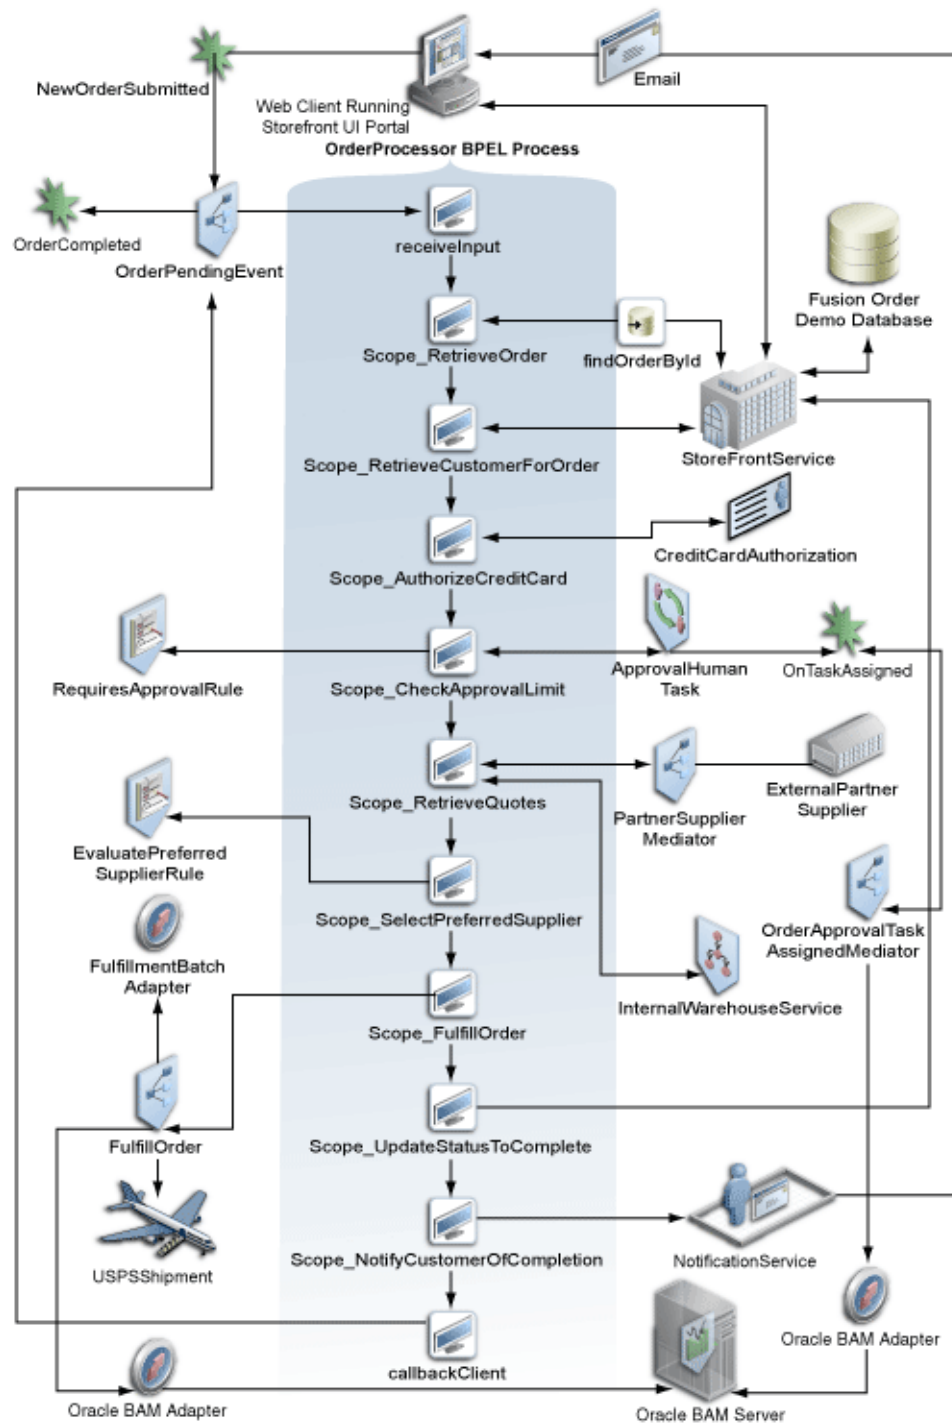 Email
NewOrderSubmitted
Web Client Running
Storefront UI Portal
OrderProcessor BPEL Process
OrderCompleted
OrderPendingEvent
receiveInput
Fusion Order
Demo Database
Scope_RetrieveOrder
findOrderById
StoreFrontService
Scope_RetrieveCustomerForOrder
CreditCardAuthorization
Scope_AuthorizeCreditCard
RequiresApprovalRule
Scope_CheckApprovalLimit
ApprovalHuman
Task
OnTaskAssigned
Scope_RetrieveQuotes
PartnerSupplier
Mediator
ExternalPartner
Supplier
EvaluatePreferred
SupplierRule
Scope_SelectPreferredSupplier
OrderApprovalTask
AssignedMediator
FulfillmentBatch
Adapter
InternalWarehouseService
Scope_FulfillOrder
FulfillOrder
Scope_UpdateStatusToComplete
USPSShipment
Scope_NotifyCustomerOfCompletion
NotificationService
Oracle BAM Adapter
callbackClient
Oracle BAM Adapter
Oracle BAM Server